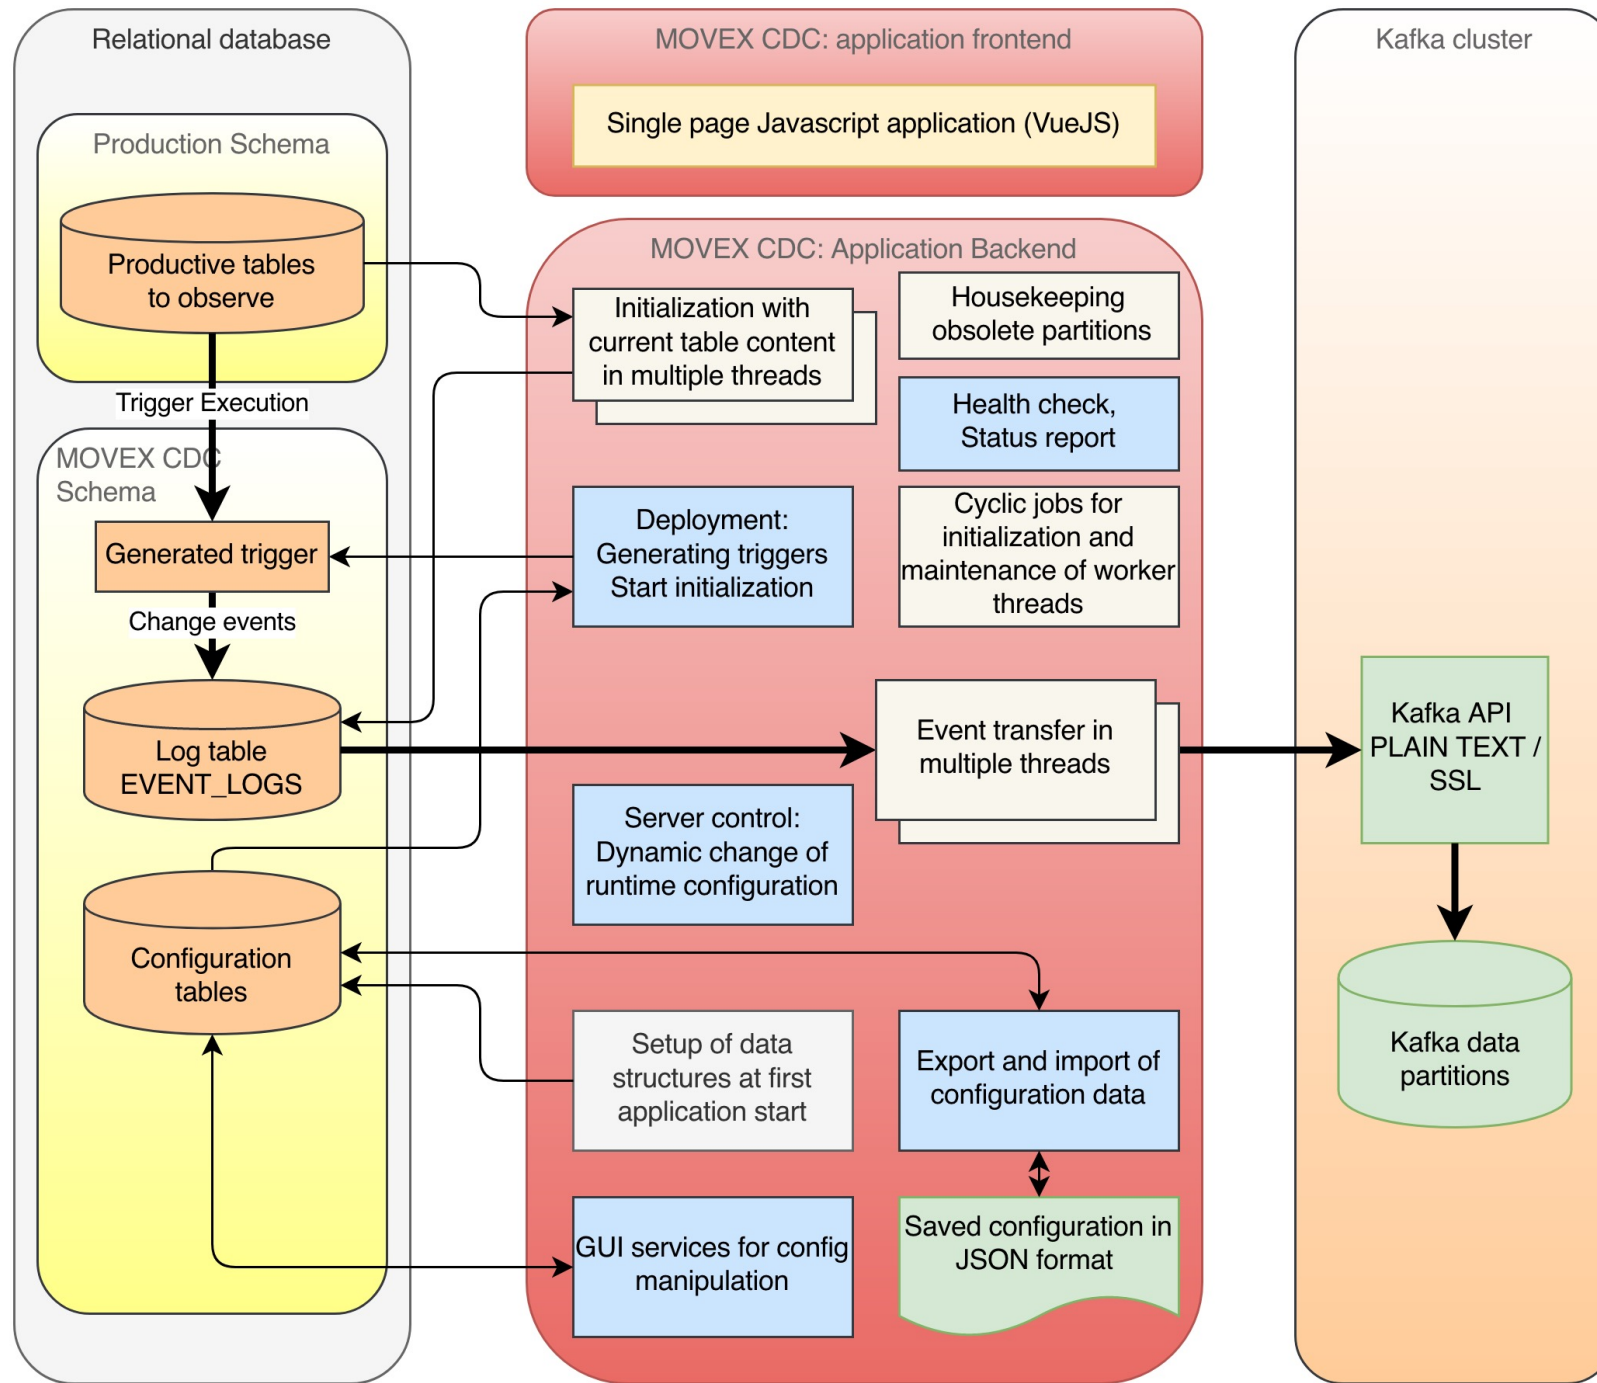 Relational database
Production Schema
Productive tables
to observe
Trigger Execution
MOVEX CDC
Schema
Generated trigger
Change events
Log table
EVENT_LOGS
Configuration
tables
MOVEX CDC: application frontend
Single page Javascript application (VueJS)
MOVEX CDC: Application Backend
Initialization with
current table content
in multiple threads
Housekeeping
obsolete partitions
Health check,
Status report
Deployment:
Generating triggers
Start initialization
Cyclic jobs for
initialization and
maintenance of worker
threads
Event transfer in
multiple threads
Server control:
Dynamic change of
runtime configuration
Setup of data
structures at first
application start
Export and import of
configuration data
GUI services for config
manipulation
Saved configuration in
JSON format
Kafka cluster
Kafka API
PLAIN TEXT /
SSL
Kafka data
partitions